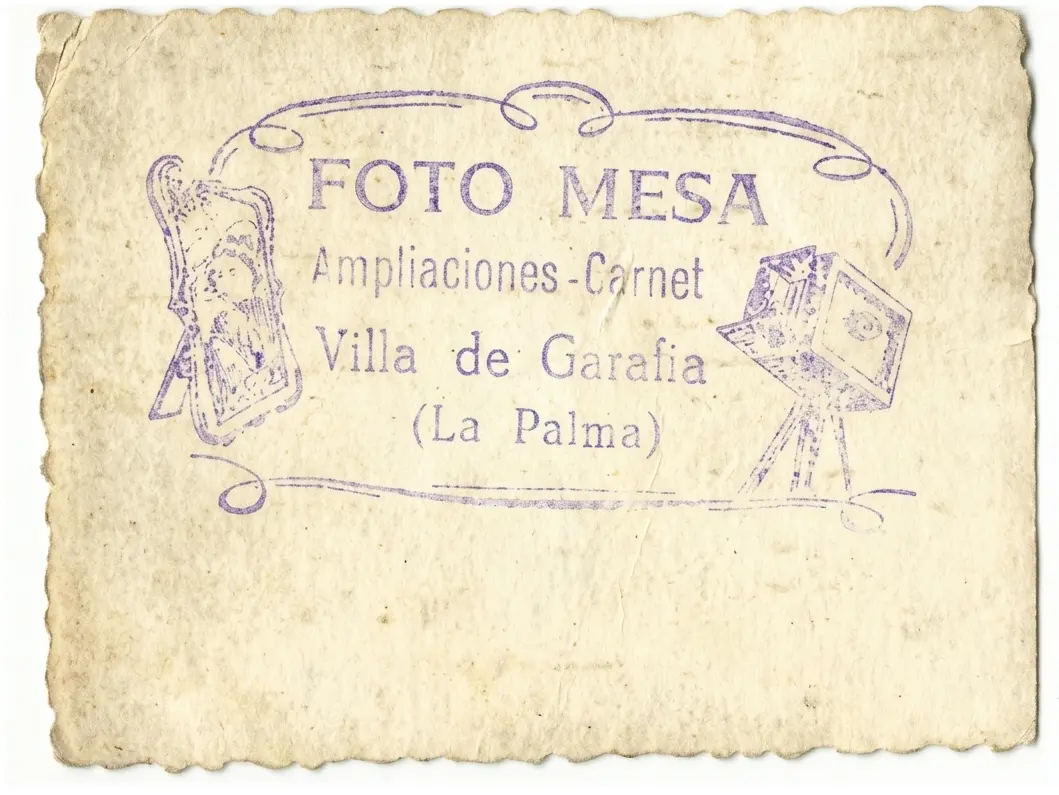 FOTO MESA
Ampliaciones-Carnet
Villa de Garafia
(La Palma)